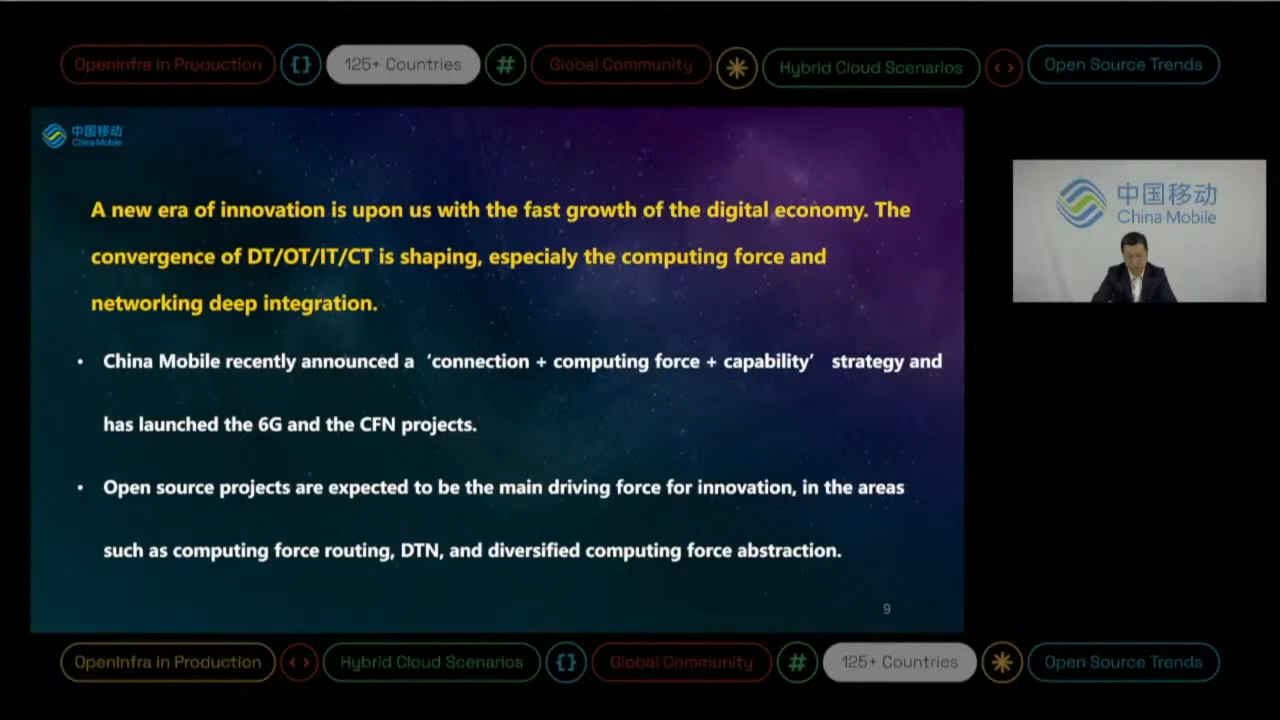 OpenInfra in Production {} 125+ Countries # Global Community * Hybrid Cloud Scenarios <> Open Source Trends
中国移动
China Mobile
A new era of innovation is upon us with the fast growth of the digital economy. The
convergence of DT/OT/IT/CT is shaping, especialy the computing force and
networking deep integration.
• China Mobile recently announced a ‘connection + computing force + capability’ strategy and
has launched the 6G and the CFN projects.
• Open source projects are expected to be the main driving force for innovation, in the areas
such as computing force routing, DTN, and diversified computing force abstraction.
9
中国移动
China Mobile
OpenInfra in Production <> Hybrid Cloud Scenarios {} Global Community # 125+ Countries * Open Source Trends